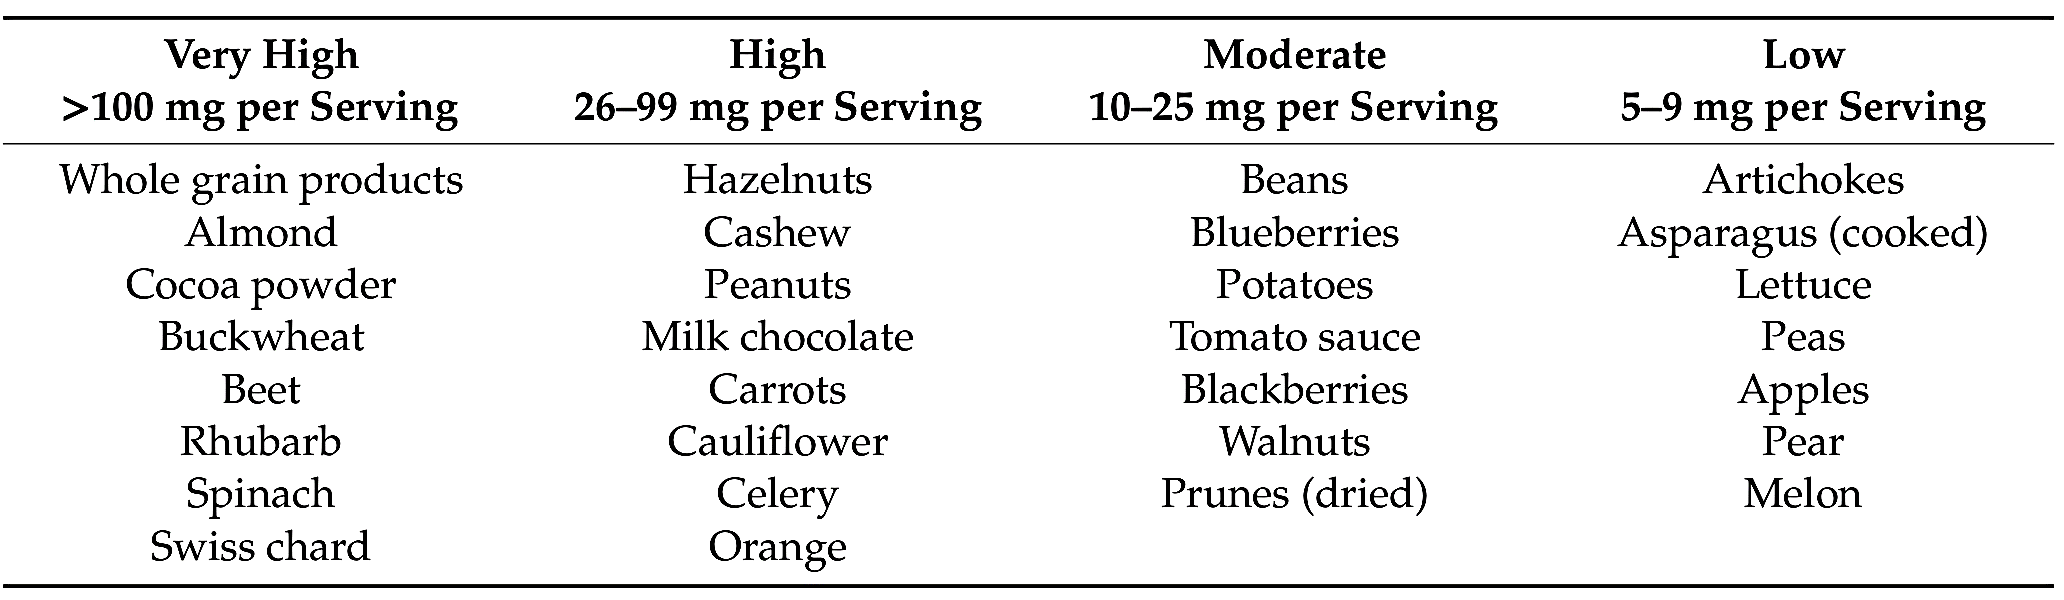 Very High High Moderate Low
>100 mg per Serving 26–99 mg per Serving 10–25 mg per Serving 5–9 mg per Serving
Whole grain products Hazelnuts Beans Artichokes
Almond Cashew Blueberries Asparagus (cooked)
Cocoa powder Peanuts Potatoes Lettuce
Buckwheat Milk chocolate Tomato sauce Peas
Beet Carrots Blackberries Apples
Rhubarb Cauliflower Walnuts Pear
Spinach Celery Prunes (dried) Melon
Swiss chard Orange